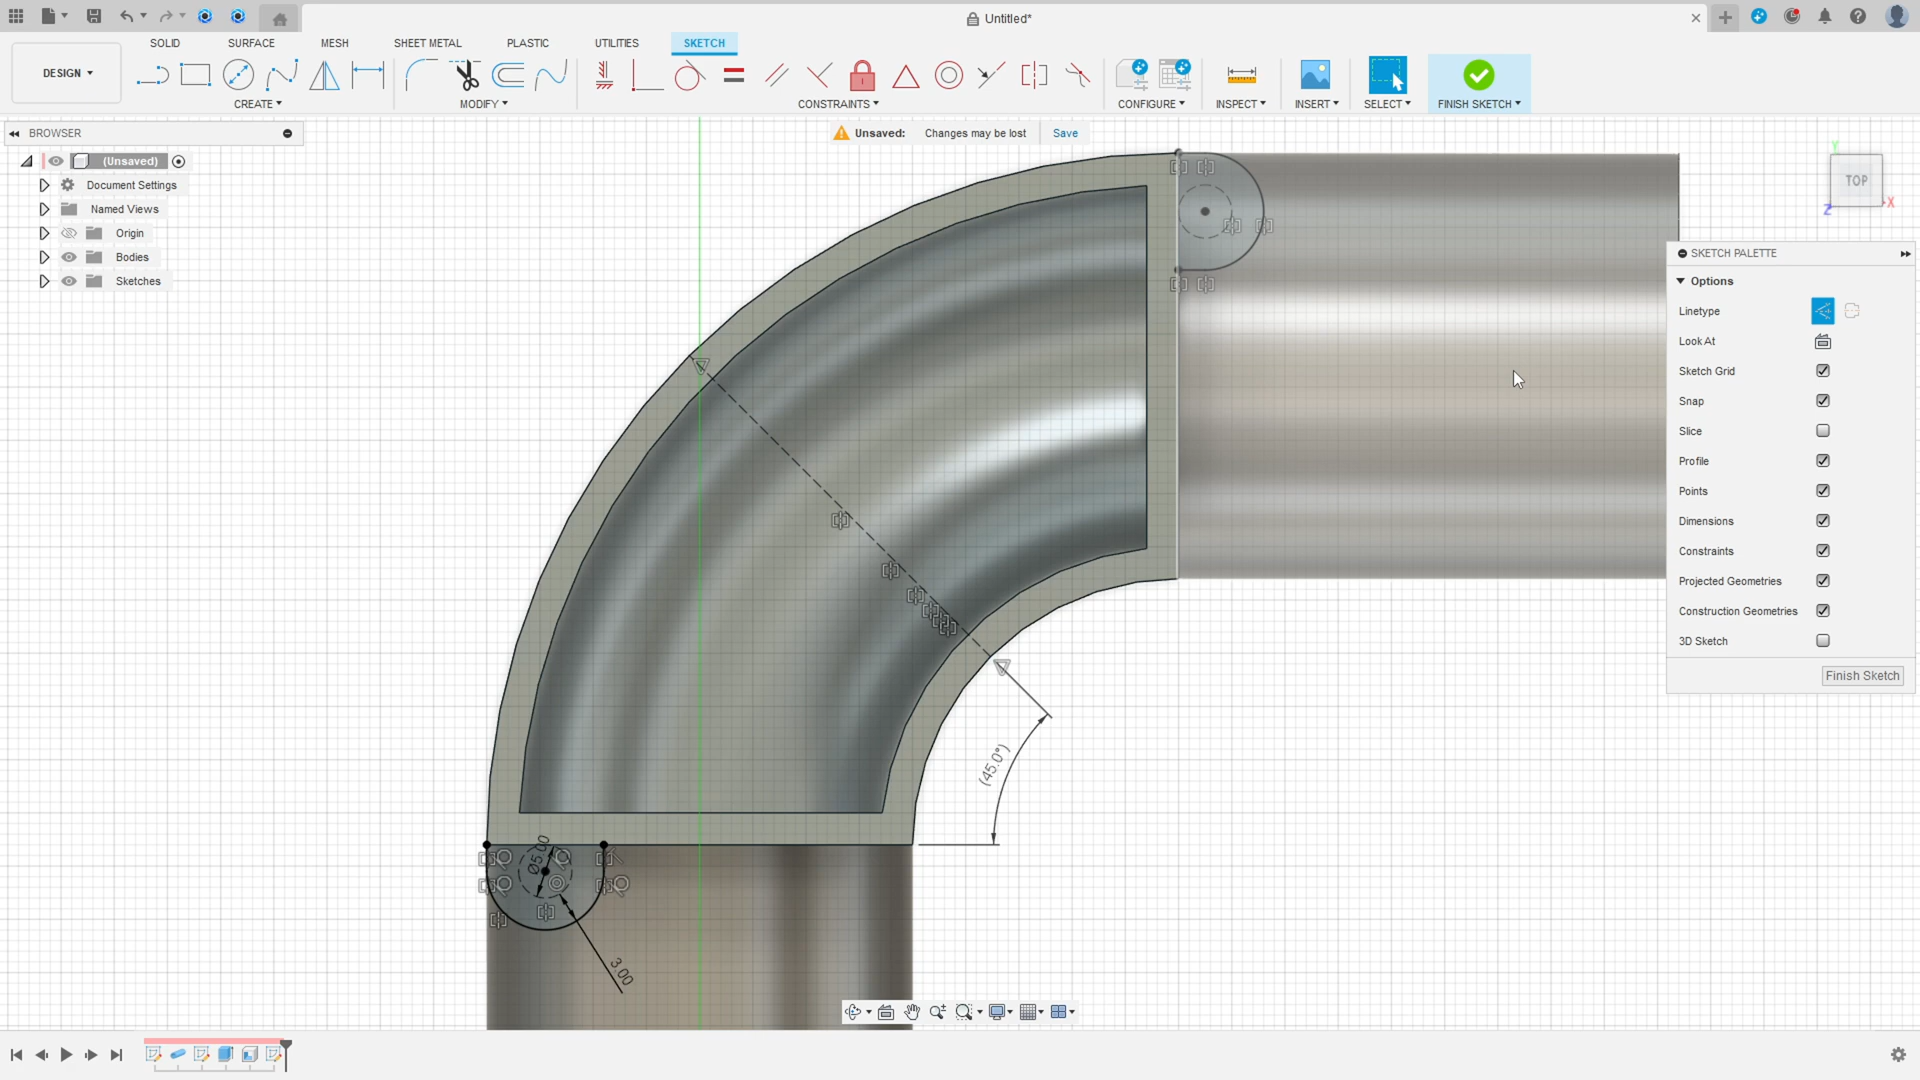 Untitled*
SOLID SURFACE MESH SHEET METAL PLASTIC UTILITIES SKETCH
DESIGN
CREATE MODIFY CONSTRAINTS CONFIGURE INSPECT INSERT SELECT FINISH SKETCH
BROWSER
Unsaved: Changes may be lost Save
(Unsaved)
Document Settings
Named Views
Origin
Bodies
Sketches
Y
TOP
X
Z
SKETCH PALETTE
Options
Linetype
Look At
Sketch Grid
Snap
Slice
Profile
Points
Dimensions
Constraints
Projected Geometries
Construction Geometries
3D Sketch
Finish Sketch
(45.0°)
Ø5.00
3.00